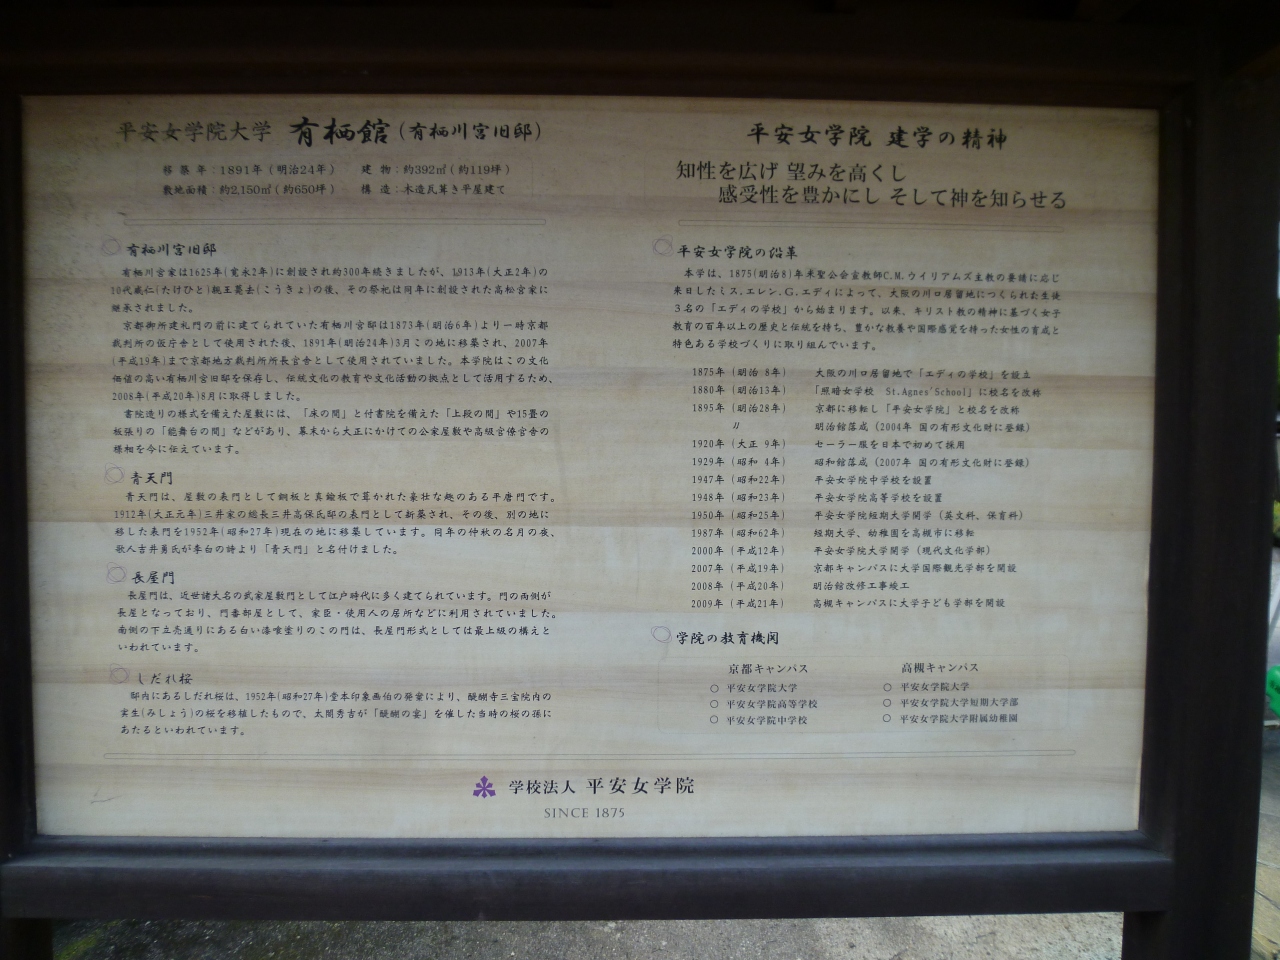 平安女学院大学 有栖館(有栖川宮旧邸)
移築年:1891年(明治24年) 建物:約392㎡(約119坪)
敷地面積:約2,150㎡(約650坪) 構造:木造瓦葺き平屋建て
有栖川宮旧邸
有栖川宮家は1625年(寛永2年)に創設され約300年続きましたが、1913年(大正2年)の
10代威仁(たけひと)親王薨去(こうきょ)の後、その祭祀は同年に創設された高松宮家に
継承されました。
京都御所建礼門の前に建てられていた有栖川宮邸は1873年(明治6年)より一時京都
裁判所の仮庁舎として使用された後、1891年(明治24年)3月この地に移築され、2007年
(平成19年)まで京都地方裁判所所長官舎として使用されていました。本学院はこの文化
価値の高い有栖川宮旧邸を保存し、伝統文化の教育や文化活動の拠点として活用するため、
2008年(平成20年)8月に取得しました。
書院造りの様式を備えた屋敷には、「床の間」と付書院を備えた「上段の間」や15畳の
板張りの「能舞台の間」などがあり、幕末から大正にかけての公家屋敷や高級官僚官舎の
様相を今に伝えています。
青天門
青天門は、屋敷の表門として銅板と真鍮板で葺かれた豪壮な趣のある平唐門です。
1912年(大正元年)三井家の総長三井高保氏邸の表門として新築され、その後、別の地に
移した表門を1952年(昭和27年)現在の地に移築しています。同年の仲秋の名月の夜、
歌人吉井勇氏が李白の詩より「青天門」と名付けました。
長屋門
長屋門は、近世諸大名の武家屋敷門として江戸時代に多く建てられています。門の両側が
長屋となっており、門番部屋として、家臣・使用人の居所などに利用されていました。
南側の下立売通りにある白い漆喰塗りのこの門は、長屋門形式としては最上級の構えと
いわれています。
しだれ桜
邸内にあるしだれ桜は、1952年(昭和27年)堂本印象画伯の発案により、醍醐寺三宝院内の
実生(みしょう)の桜を移植したもので、太閤秀吉が「醍醐の宴」を催した当時の桜の孫に
あたるといわれています。
平安女学院 建学の精神
知性を広げ 望みを高くし
感受性を豊かにし そして神を知らせる
平安女学院の沿革
本学は、1875(明治8)年米聖公会宣教師C.M.ウイリアムズ主教の要請に応じ
来日したミス.エレン.G.エディによって、大阪の川口居留地につくられた生徒
3名の「エディの学校」から始まります。以来、キリスト教の精神に基づく女子
教育の百年以上の歴史と伝統を持ち、豊かな教養や国際感覚を持った女性の育成と
特色ある学校づくりに取り組んでいます。
1875年(明治 8年) 大阪の川口居留地で「エディの学校」を設立
1880年(明治13年) 「照暗女学校 St.Agnes'School」に校名を改称
1895年(明治28年) 京都に移転し「平安女学院」と校名を改称
〃 明治館落成(2004年 国の有形文化財に登録)
1920年(大正 9年) セーラー服を日本で初めて採用
1929年(昭和 4年) 昭和館落成(2007年 国の有形文化財に登録)
1947年(昭和22年) 平安女学院中学校を設置
1948年(昭和23年) 平安女学院高等学校を設置
1950年(昭和25年) 平安女学院短期大学開学(英文科、保育科)
1987年(昭和62年) 短期大学、幼稚園を高槻市に移転
2000年(平成12年) 平安女学院大学開学(現代文化学部)
2007年(平成19年) 京都キャンパスに大学国際観光学部を開設
2008年(平成20年) 明治館改修工事竣工
2009年(平成21年) 高槻キャンパスに大学子ども学部を開設
学院の教育機関
京都キャンパス 高槻キャンパス
○ 平安女学院大学 ○ 平安女学院大学
○ 平安女学院高等学校 ○ 平安女学院大学短期大学部
○ 平安女学院中学校 ○ 平安女学院大学附属幼稚園
学校法人 平安女学院
SINCE 1875